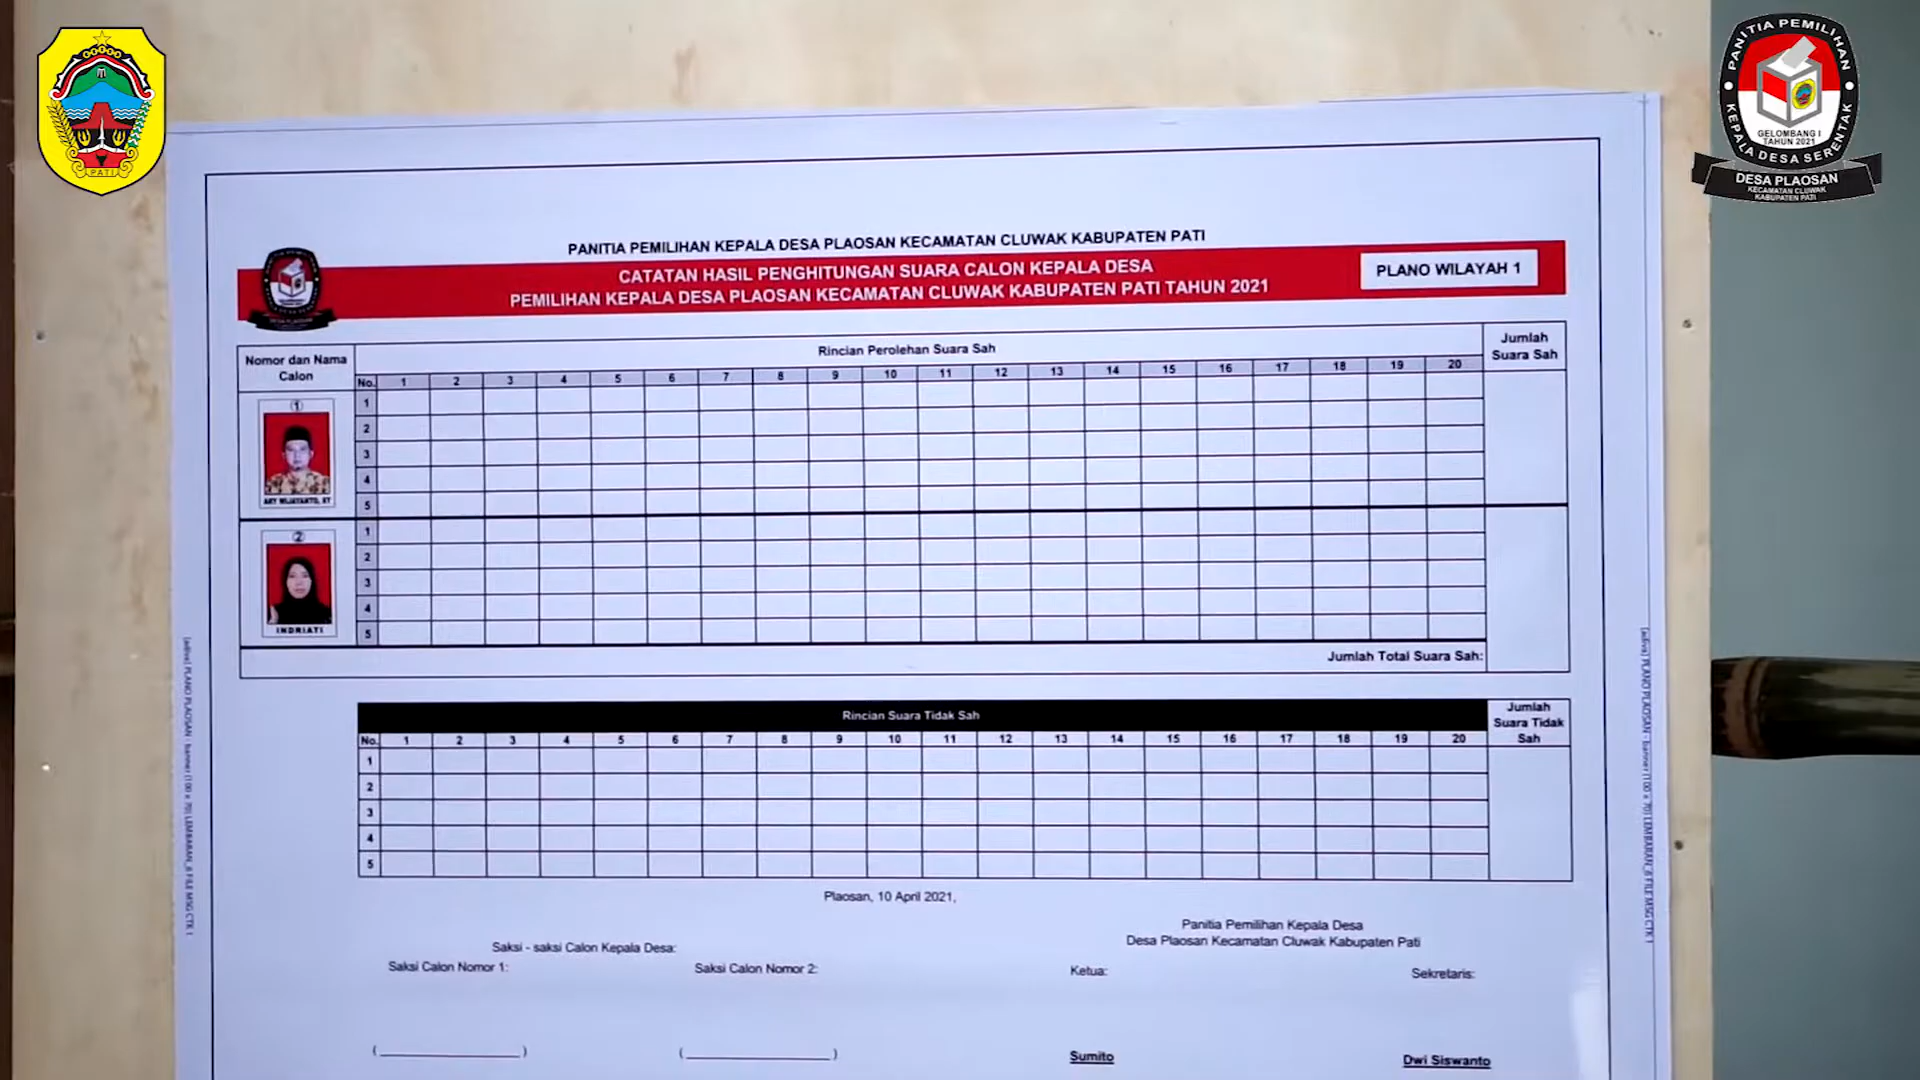 PATI
PANITIA PEMILIHAN
KEPALA DESA SERENTAK
GELOMBANG I
TAHUN 2021
DESA PLAOSAN
KECAMATAN CLUWAK
KABUPATEN PATI
PANITIA PEMILIHAN KEPALA DESA PLAOSAN KECAMATAN CLUWAK KABUPATEN PATI
CATATAN HASIL PENGHITUNGAN SUARA CALON KEPALA DESA
PEMILIHAN KEPALA DESA PLAOSAN KECAMATAN CLUWAK KABUPATEN PATI TAHUN 2021
PLANO WILAYAH 1
Nomor dan Nama
Calon
Rincian Perolehan Suara Sah
Jumlah
Suara Sah
No. 1 2 3 4 5 6 7 8 9 10 11 12 13 14 15 16 17 18 19 20
1
1
2
3
4
5
ARY WIJAYANTO, ST
2
1
2
3
4
5
INDRIATI
Jumlah Total Suara Sah:
Rincian Suara Tidak Sah
Jumlah
Suara Tidak
Sah
No. 1 2 3 4 5 6 7 8 9 10 11 12 13 14 15 16 17 18 19 20
1
2
3
4
5
Plaosan, 10 April 2021,
Panitia Pemilihan Kepala Desa
Desa Plaosan Kecamatan Cluwak Kabupaten Pati
Saksi - saksi Calon Kepala Desa:
Saksi Calon Nomor 1:
Saksi Calon Nomor 2:
Ketua:
Sekretaris:
(____________________)
(____________________)
Sumito
Dwi Siswanto